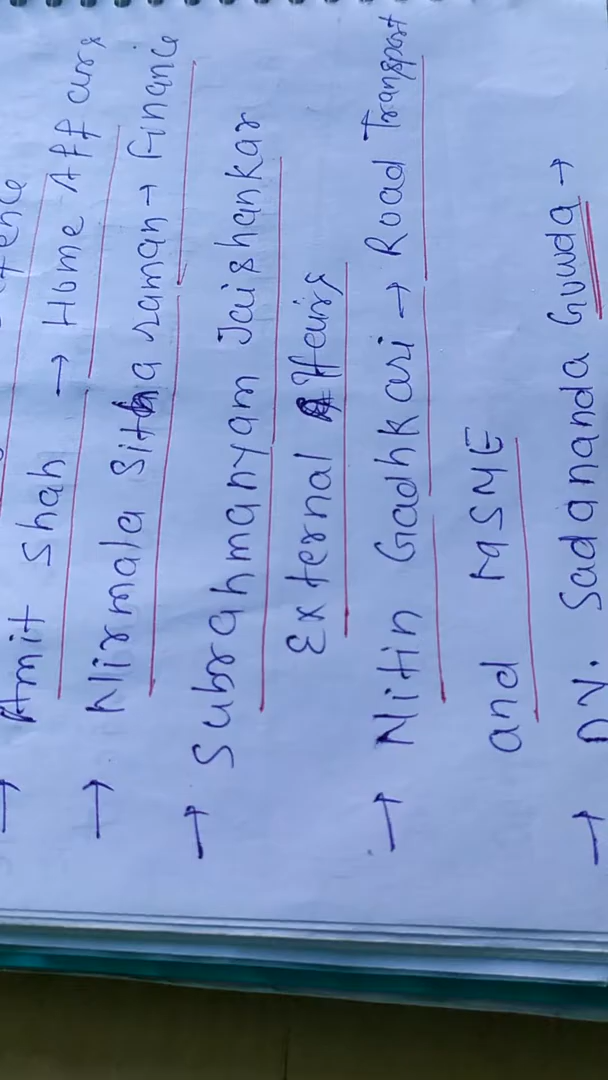 → Amit Shah → Home Affairs
→ Nirmala Sitharaman → Finance
→ Subrahmanyam Jaishankar
External Affairs
→ Nitin Gadhkari → Road Transport
and MSME
→ DV. Sadananda Gowda →